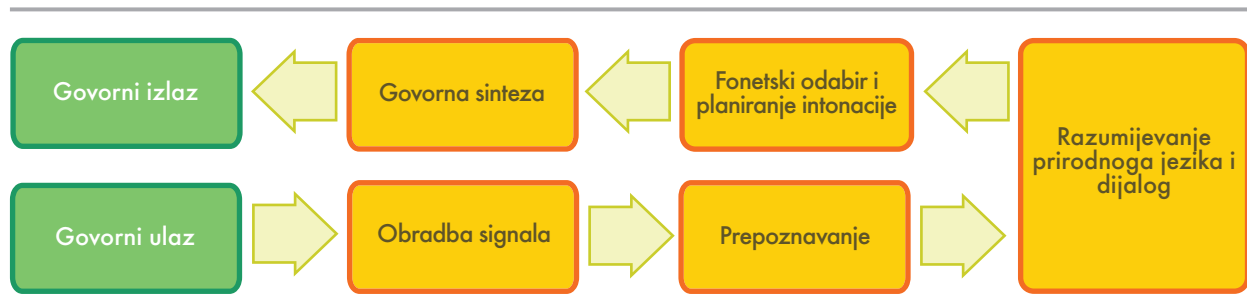 Govorni izlaz
Govorna sinteza
Fonetski odabir i
planiranje intonacije
Razumijevanje
prirodnoga jezika i
dijalog
Govorni ulaz
Obradba signala
Prepoznavanje